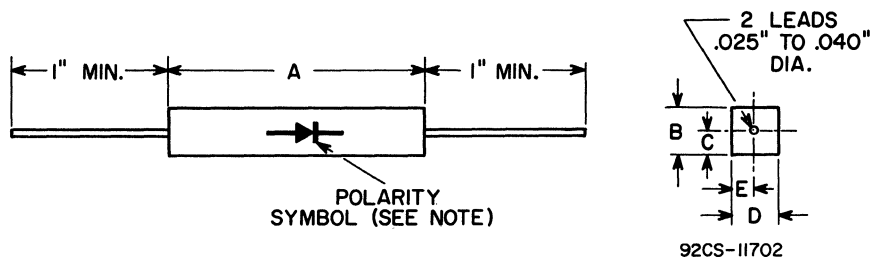 1" MIN.
A
1" MIN.
POLARITY
SYMBOL (SEE NOTE)
2 LEADS
.025" TO .040"
DIA.
B
C
E
D
92CS-11702